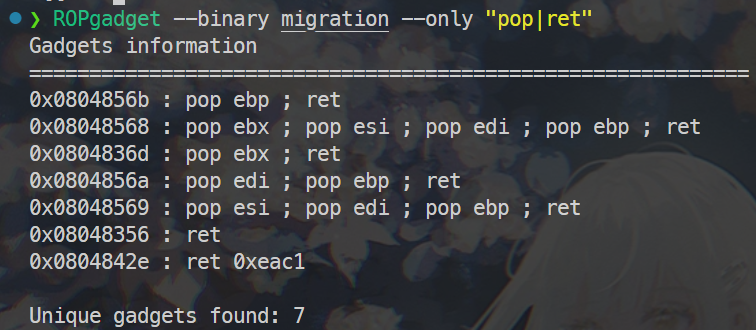 ❯ ROPgadget --binary migration --only "pop|ret"
Gadgets information
============================================================
0x0804856b : pop ebp ; ret
0x08048568 : pop ebx ; pop esi ; pop edi ; pop ebp ; ret
0x0804836d : pop ebx ; ret
0x0804856a : pop edi ; pop ebp ; ret
0x08048569 : pop esi ; pop edi ; pop ebp ; ret
0x08048356 : ret
0x0804842e : ret 0xeac1
Unique gadgets found: 7